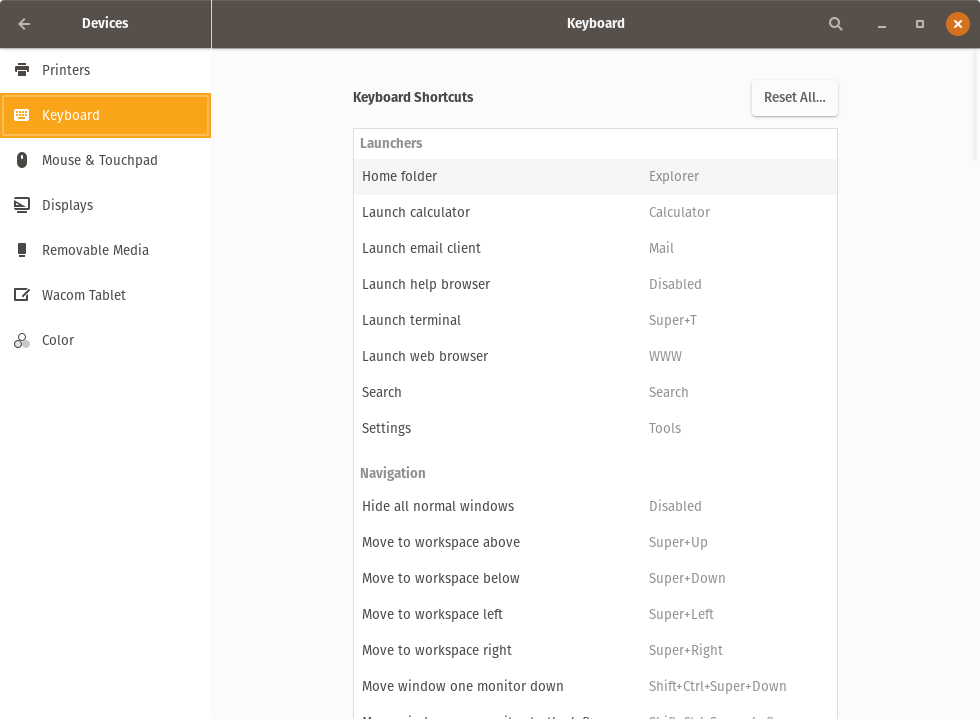 Devices
Keyboard
Printers
Keyboard
Mouse & Touchpad
Displays
Removable Media
Wacom Tablet
Color
Keyboard Shortcuts
Reset All...
Launchers
Home folder Explorer
Launch calculator Calculator
Launch email client Mail
Launch help browser Disabled
Launch terminal Super+T
Launch web browser WWW
Search Search
Settings Tools
Navigation
Hide all normal windows Disabled
Move to workspace above Super+Up
Move to workspace below Super+Down
Move to workspace left Super+Left
Move to workspace right Super+Right
Move window one monitor down Shift+Ctrl+Super+Down